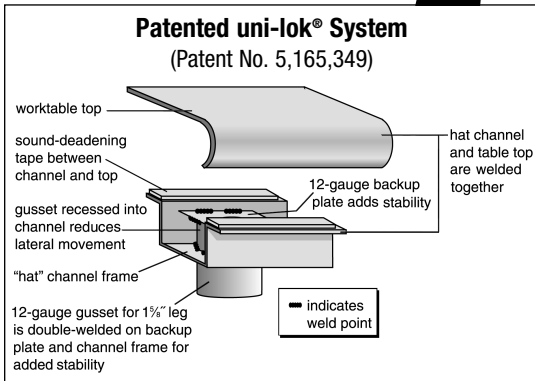 Patented uni-lok® System
(Patent No. 5,165,349)
worktable top
sound-deadening
tape between
channel and top
gusset recessed into
channel reduces
lateral movement
“hat” channel frame
12-gauge gusset for 1⅝″ leg
is double-welded on backup
plate and channel frame for
added stability
12-gauge backup
plate adds stability
hat channel
and table top
are welded
together
indicates
weld point